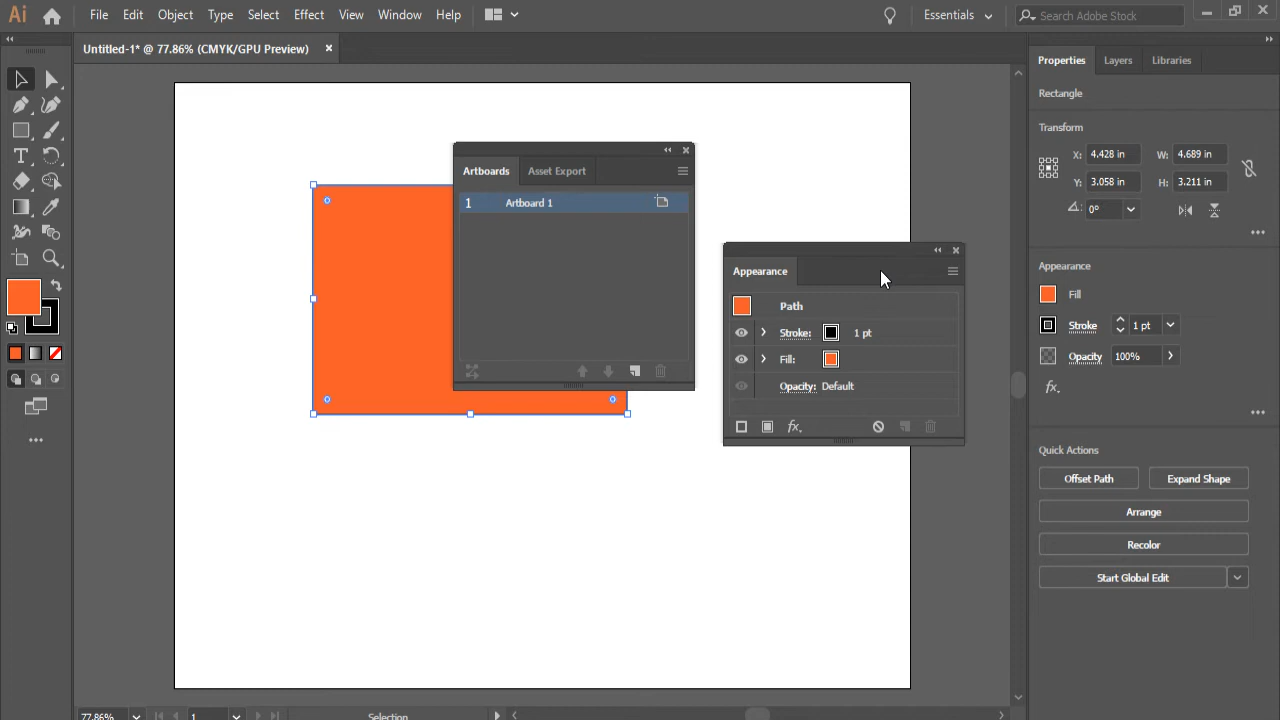 Ai File Edit Object Type Select Effect View Window Help Essentials Search Adobe Stock
Untitled-1* @ 77.86% (CMYK/GPU Preview)
Properties Layers Libraries
Rectangle
Transform
X: 4.428 in W: 4.689 in
Y: 3.058 in H: 3.211 in
0°
Appearance
Fill
Stroke 1 pt
Opacity 100%
fx.
Quick Actions
Offset Path Expand Shape
Arrange
Recolor
Start Global Edit
Artboards Asset Export
1 Artboard 1
Appearance
Path
Stroke: 1 pt
Fill:
Opacity: Default
fx.
77.86% 1 Selection